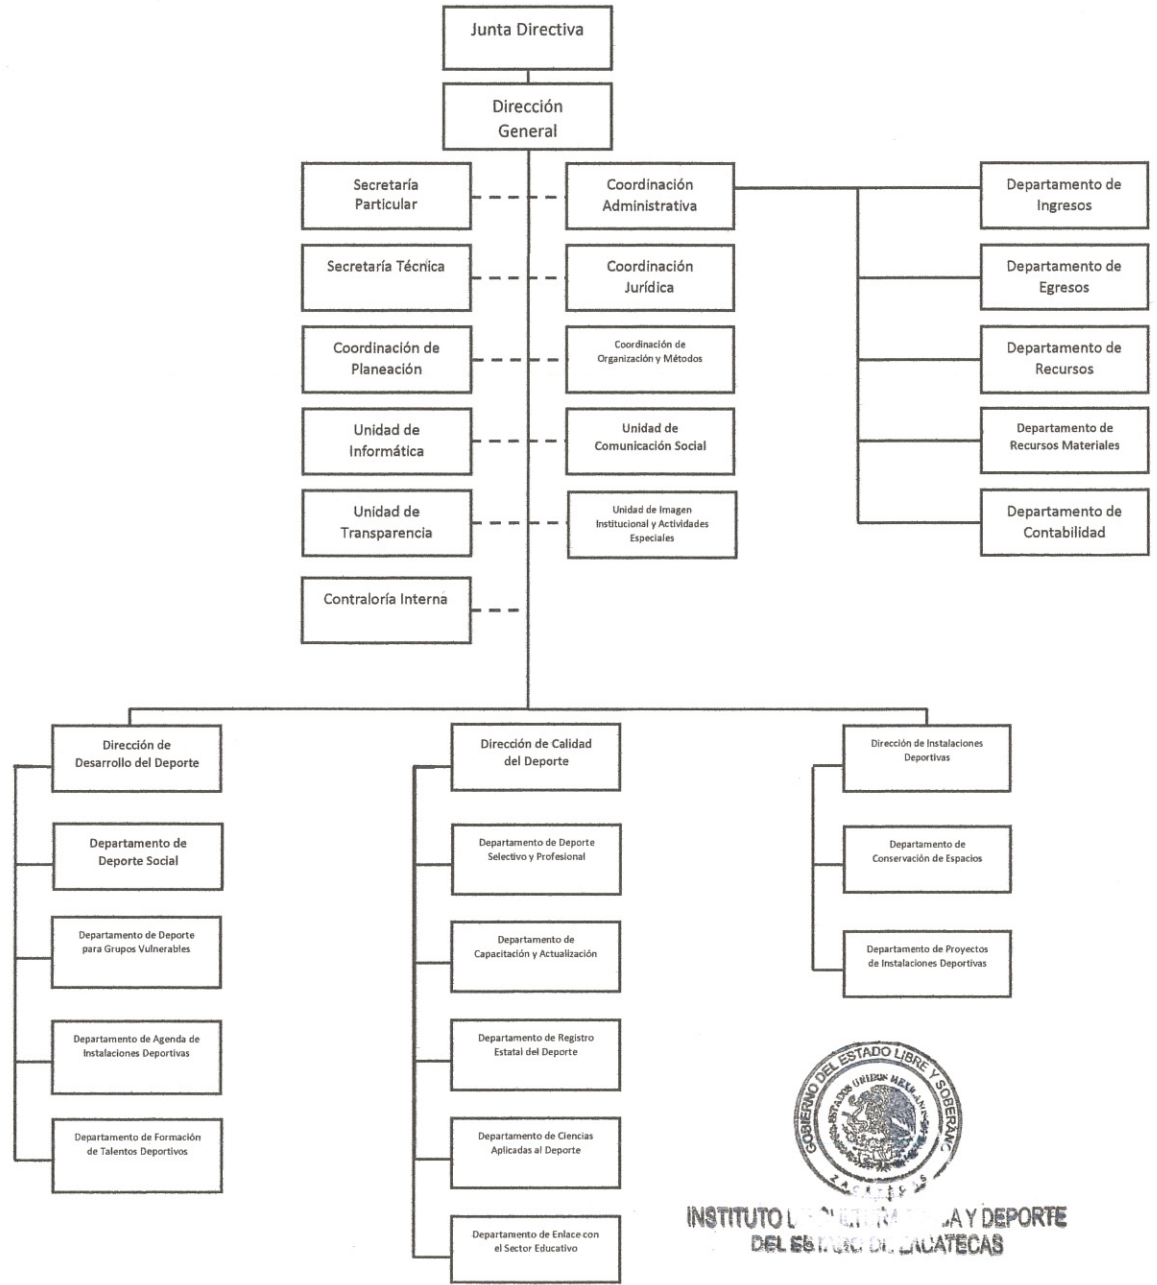 Junta Directiva
Dirección
General
Secretaría
Particular
Coordinación
Administrativa
Departamento de
Ingresos
Secretaría Técnica
Coordinación
Jurídica
Departamento de
Egresos
Coordinación de
Planeación
Coordinación de
Organización y Métodos
Departamento de
Recursos
Unidad de
Informática
Unidad de
Comunicación Social
Departamento de
Recursos Materiales
Unidad de
Transparencia
Unidad de Imagen
Institucional y Actividades
Especiales
Departamento de
Contabilidad
Contraloría Interna
Dirección de
Desarrollo del Deporte
Departamento de
Deporte Social
Departamento de Deporte
para Grupos Vulnerables
Departamento de Agenda de
Instalaciones Deportivas
Departamento de Formación
de Talentos Deportivos
Dirección de Calidad
del Deporte
Departamento de Deporte
Selectivo y Profesional
Departamento de
Capacitación y Actualización
Departamento de Registro
Estatal del Deporte
Departamento de Ciencias
Aplicadas al Deporte
Departamento de Enlace con
el Sector Educativo
Dirección de Instalaciones
Deportivas
Departamento de
Conservación de Espacios
Departamento de Proyectos
de Instalaciones Deportivas
GOBIERNO DEL ESTADO LIBRE Y SOBERANO
ESTADOS UNIDOS MEXICANOS
ZACATECAS
INSTITUTO Y DEPORTE
DEL ZACATECAS